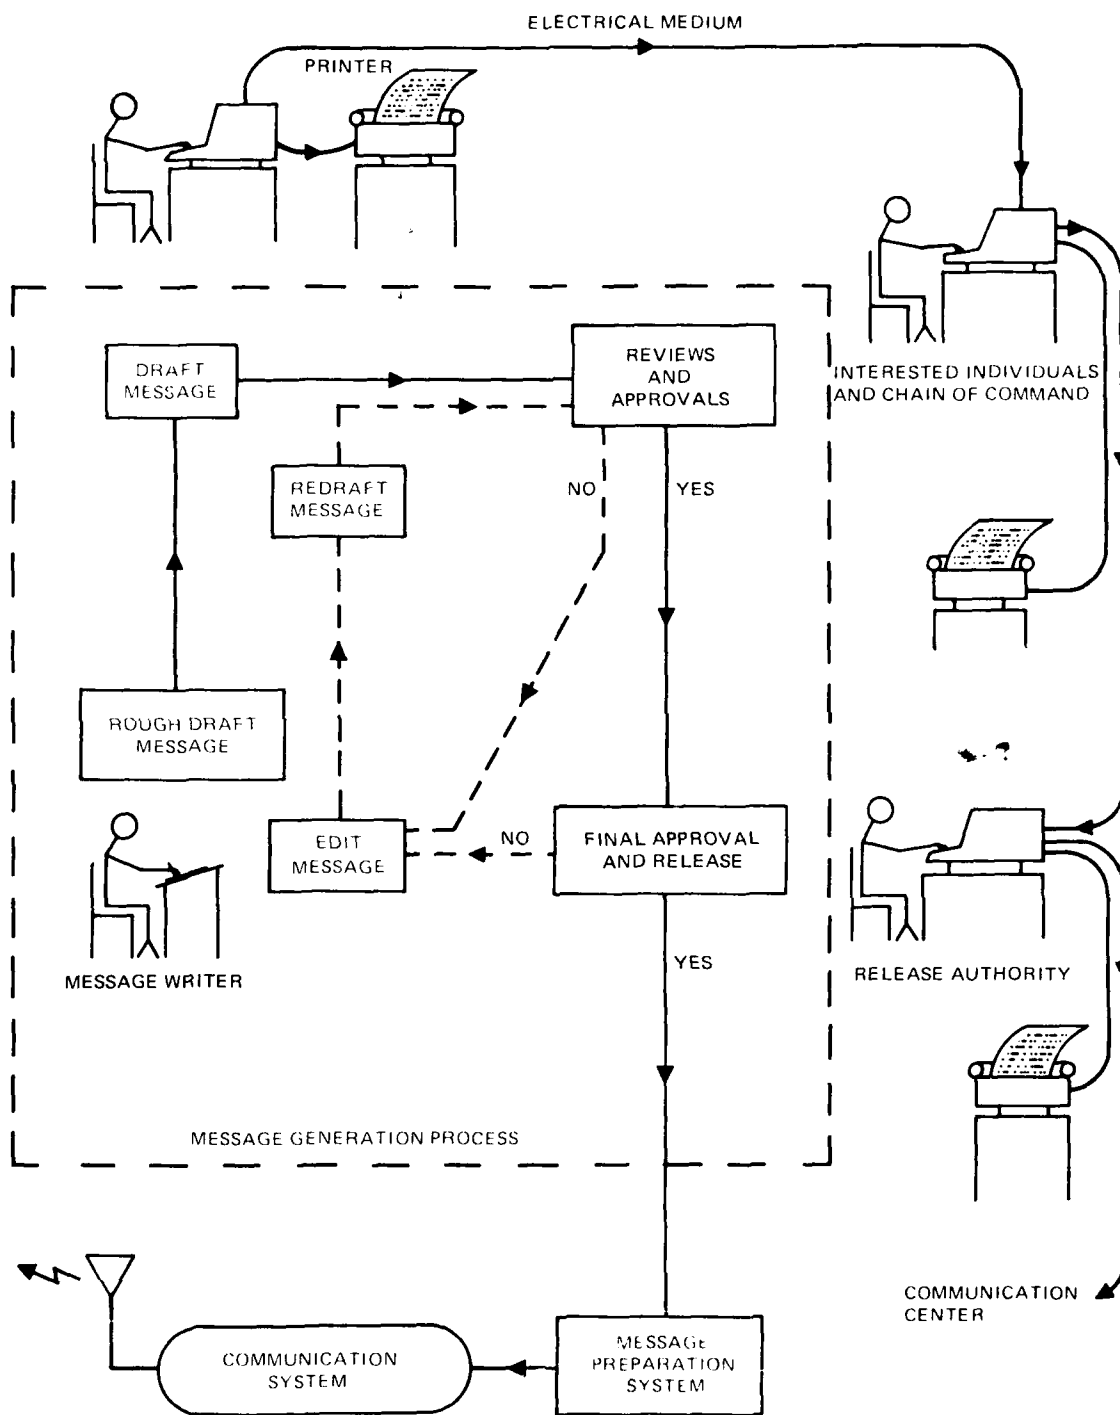 ELECTRICAL MEDIUM
PRINTER
INTERESTED INDIVIDUALS
AND CHAIN OF COMMAND
DRAFT
MESSAGE
REVIEWS
AND
APPROVALS
REDRAFT
MESSAGE
NO
YES
ROUGH DRAFT
MESSAGE
EDIT
MESSAGE
NO
FINAL APPROVAL
AND RELEASE
MESSAGE WRITER
YES
RELEASE AUTHORITY
MESSAGE GENERATION PROCESS
COMMUNICATION
CENTER
COMMUNICATION
SYSTEM
MESSAGE
PREPARATION
SYSTEM